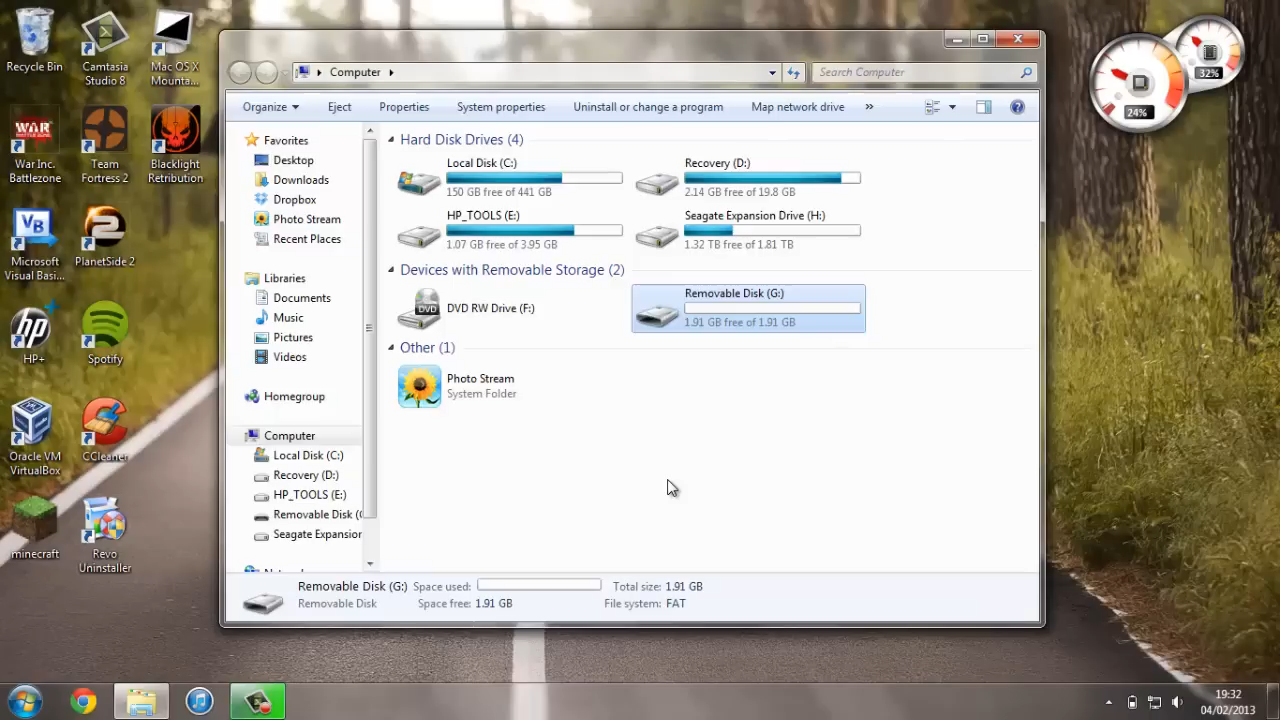 Recycle Bin
Camtasia
Studio 8
Mac OS X
Mounta...
WAR
War Inc.
Battlezone
Team
Fortress 2
Blacklight
Retribution
VB
Microsoft
Visual Basi...
2
PlanetSide 2
hp
HP+
Spotify
Oracle VM
VirtualBox
CCleaner
minecraft
Revo
Uninstaller
Computer
Search Computer
Organize Eject Properties System properties Uninstall or change a program Map network drive »
Favorites
Desktop
Downloads
Dropbox
Photo Stream
Recent Places
Libraries
Documents
Music
Pictures
Videos
Homegroup
Computer
Local Disk (C:)
Recovery (D:)
HP_TOOLS (E:)
Removable Disk (
Seagate Expansion
Hard Disk Drives (4)
Local Disk (C:)
150 GB free of 441 GB
Recovery (D:)
2.14 GB free of 19.8 GB
HP_TOOLS (E:)
1.07 GB free of 3.95 GB
Seagate Expansion Drive (H:)
1.32 TB free of 1.81 TB
Devices with Removable Storage (2)
DVD
DVD RW Drive (F:)
Removable Disk (G:)
1.91 GB free of 1.91 GB
Other (1)
Photo Stream
System Folder
Removable Disk (G:) Space used: Total size: 1.91 GB
Removable Disk Space free: 1.91 GB File system: FAT
24%
32%
19:32
04/02/2013